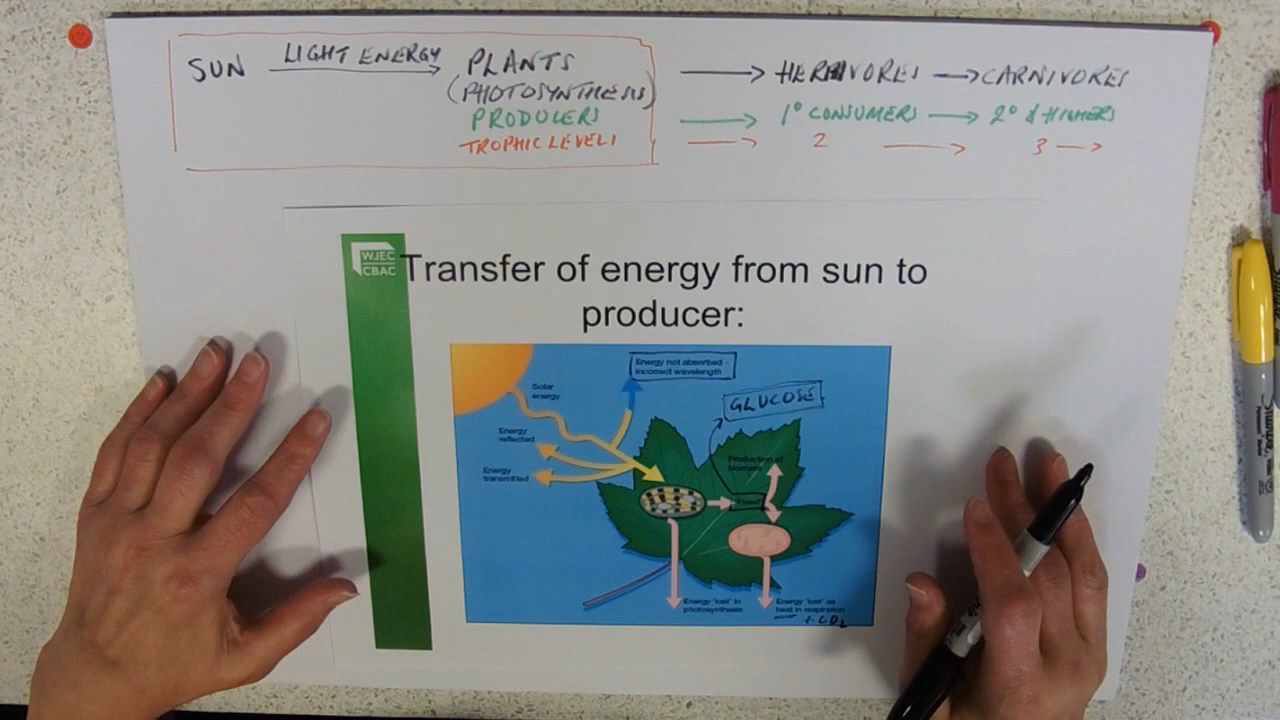 SUN LIGHT ENERGY PLANTS HERBIVORES CARNIVORES
(PHOTOSYNTHESIS)
PRODUCERS 1° CONSUMERS 2° & HIGHERS
TROPHIC LEVEL 1 2 3
WJEC
CBAC
Transfer of energy from sun to
producer:
Energy not absorbed -
incorrect wavelength
Solar
energy
GLUCOSE
Energy
reflected
Energy
transmitted
Production of
biomass
Fixed
Energy 'lost' in
photosynthesis
Energy 'lost' as
heat in respiration
+ CO2